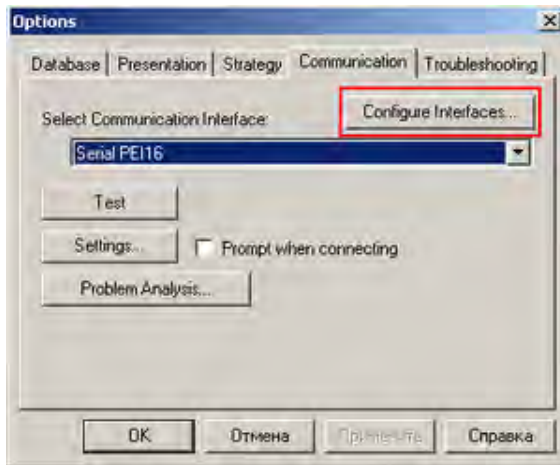 Options
Database Presentation Strategy Communication Troubleshooting
Configure Interfaces...
Select Communication Interface:
Serial PEI16
Test
Settings... Prompt when connecting
Problem Analysis...
OK Отмена Применить Справка